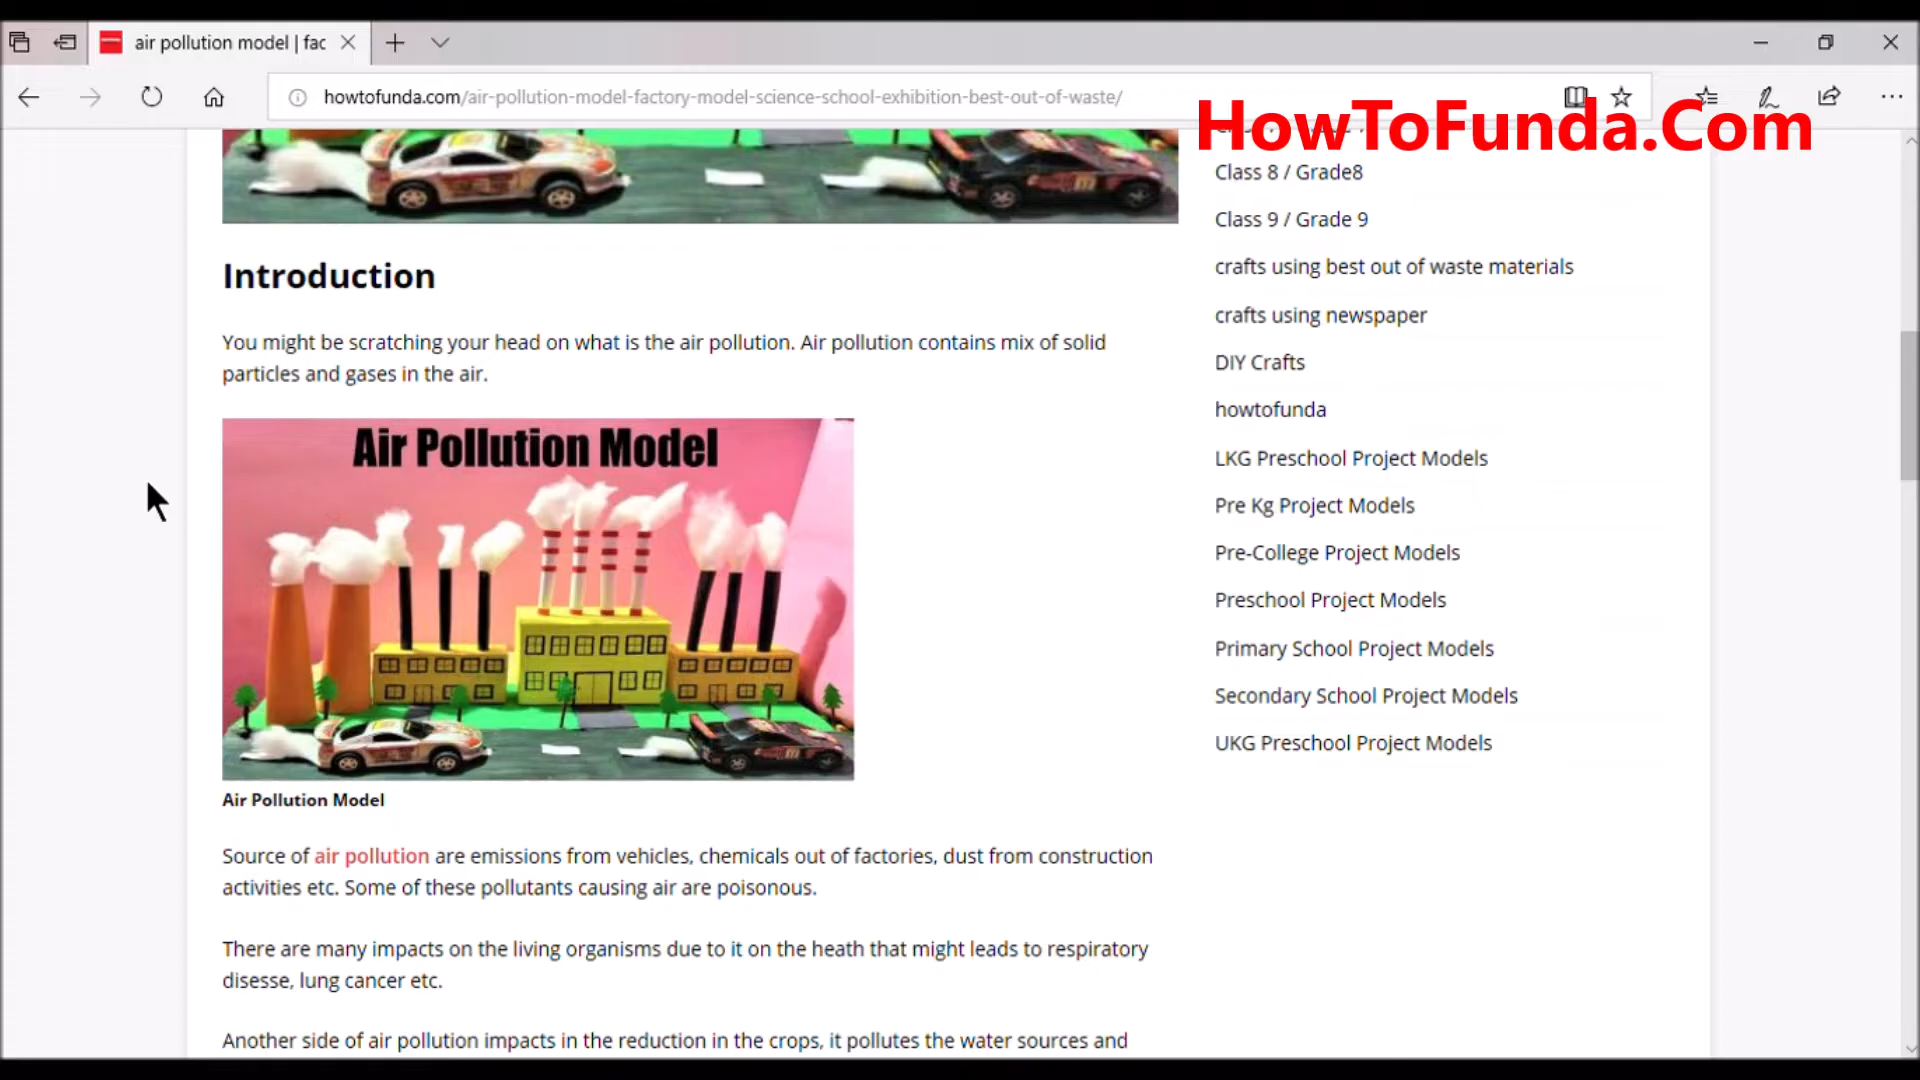 air pollution model | fac
howtofunda.com/air-pollution-model-factory-model-science-school-exhibition-best-out-of-waste/
HowToFunda.Com
Class 8 / Grade8
Class 9 / Grade 9
crafts using best out of waste materials
crafts using newspaper
DIY Crafts
howtofunda
LKG Preschool Project Models
Pre Kg Project Models
Pre-College Project Models
Preschool Project Models
Primary School Project Models
Secondary School Project Models
UKG Preschool Project Models
Introduction
You might be scratching your head on what is the air pollution. Air pollution contains mix of solid
particles and gases in the air.
Air Pollution Model
Air Pollution Model
Source of air pollution are emissions from vehicles, chemicals out of factories, dust from construction
activities etc. Some of these pollutants causing air are poisonous.
There are many impacts on the living organisms due to it on the heath that might leads to respiratory
disesse, lung cancer etc.
Another side of air pollution impacts in the reduction in the crops, it pollutes the water sources and